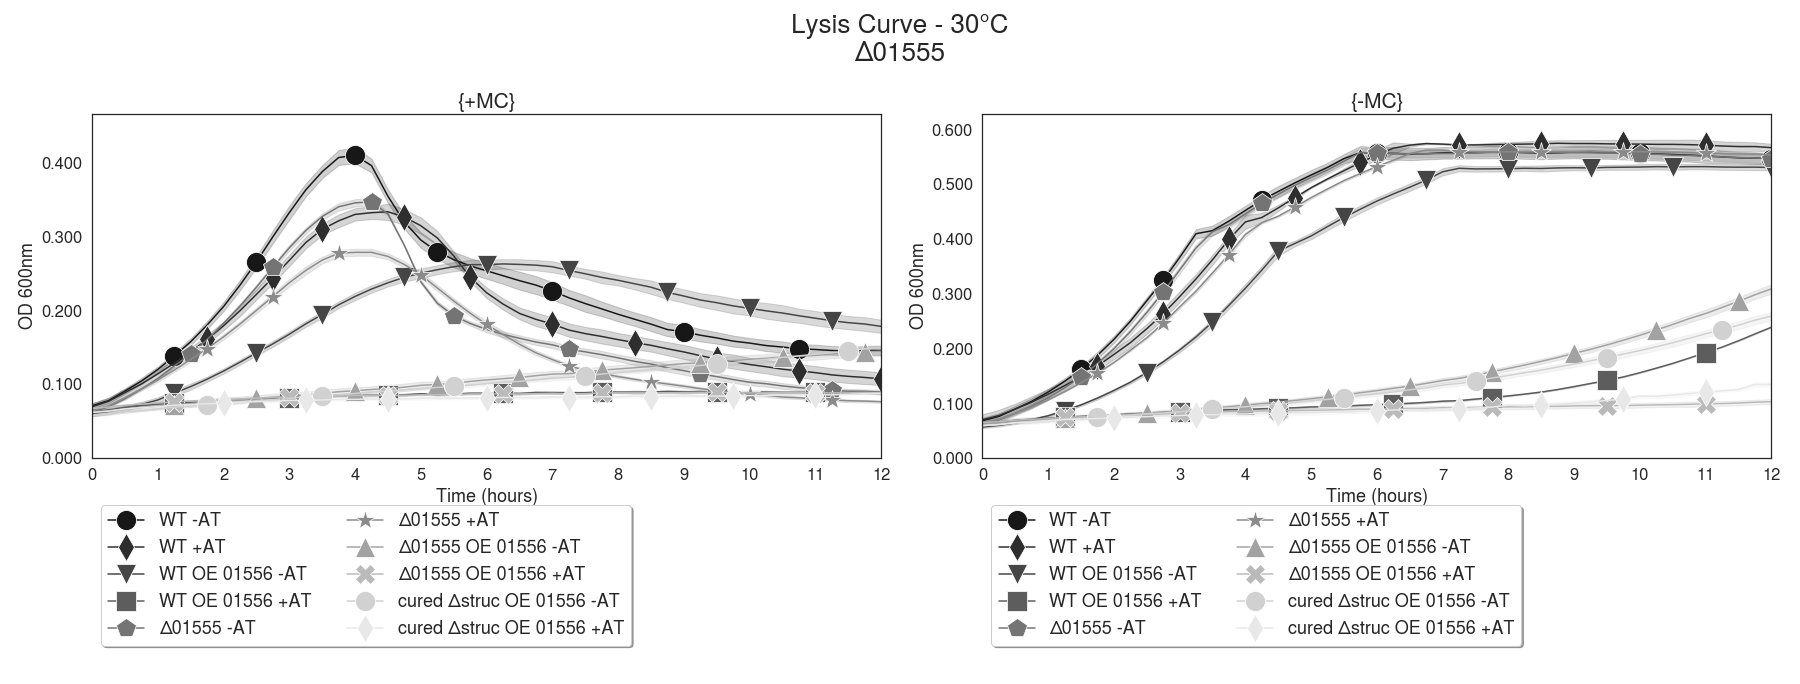 Lysis Curve - 30°C
Δ01555
{+MC}
OD 600nm
0.400
0.300
0.200
0.100
0.000
0 1 2 3 4 5 6 7 8 9 10 11 12
Time (hours)
WT -AT
WT +AT
WT OE 01556 -AT
WT OE 01556 +AT
Δ01555 -AT
Δ01555 +AT
Δ01555 OE 01556 -AT
Δ01555 OE 01556 +AT
cured Δstruc OE 01556 -AT
cured Δstruc OE 01556 +AT
{-MC}
OD 600nm
0.600
0.500
0.400
0.300
0.200
0.100
0.000
0 1 2 3 4 5 6 7 8 9 10 11 12
Time (hours)
WT -AT
WT +AT
WT OE 01556 -AT
WT OE 01556 +AT
Δ01555 -AT
Δ01555 +AT
Δ01555 OE 01556 -AT
Δ01555 OE 01556 +AT
cured Δstruc OE 01556 -AT
cured Δstruc OE 01556 +AT